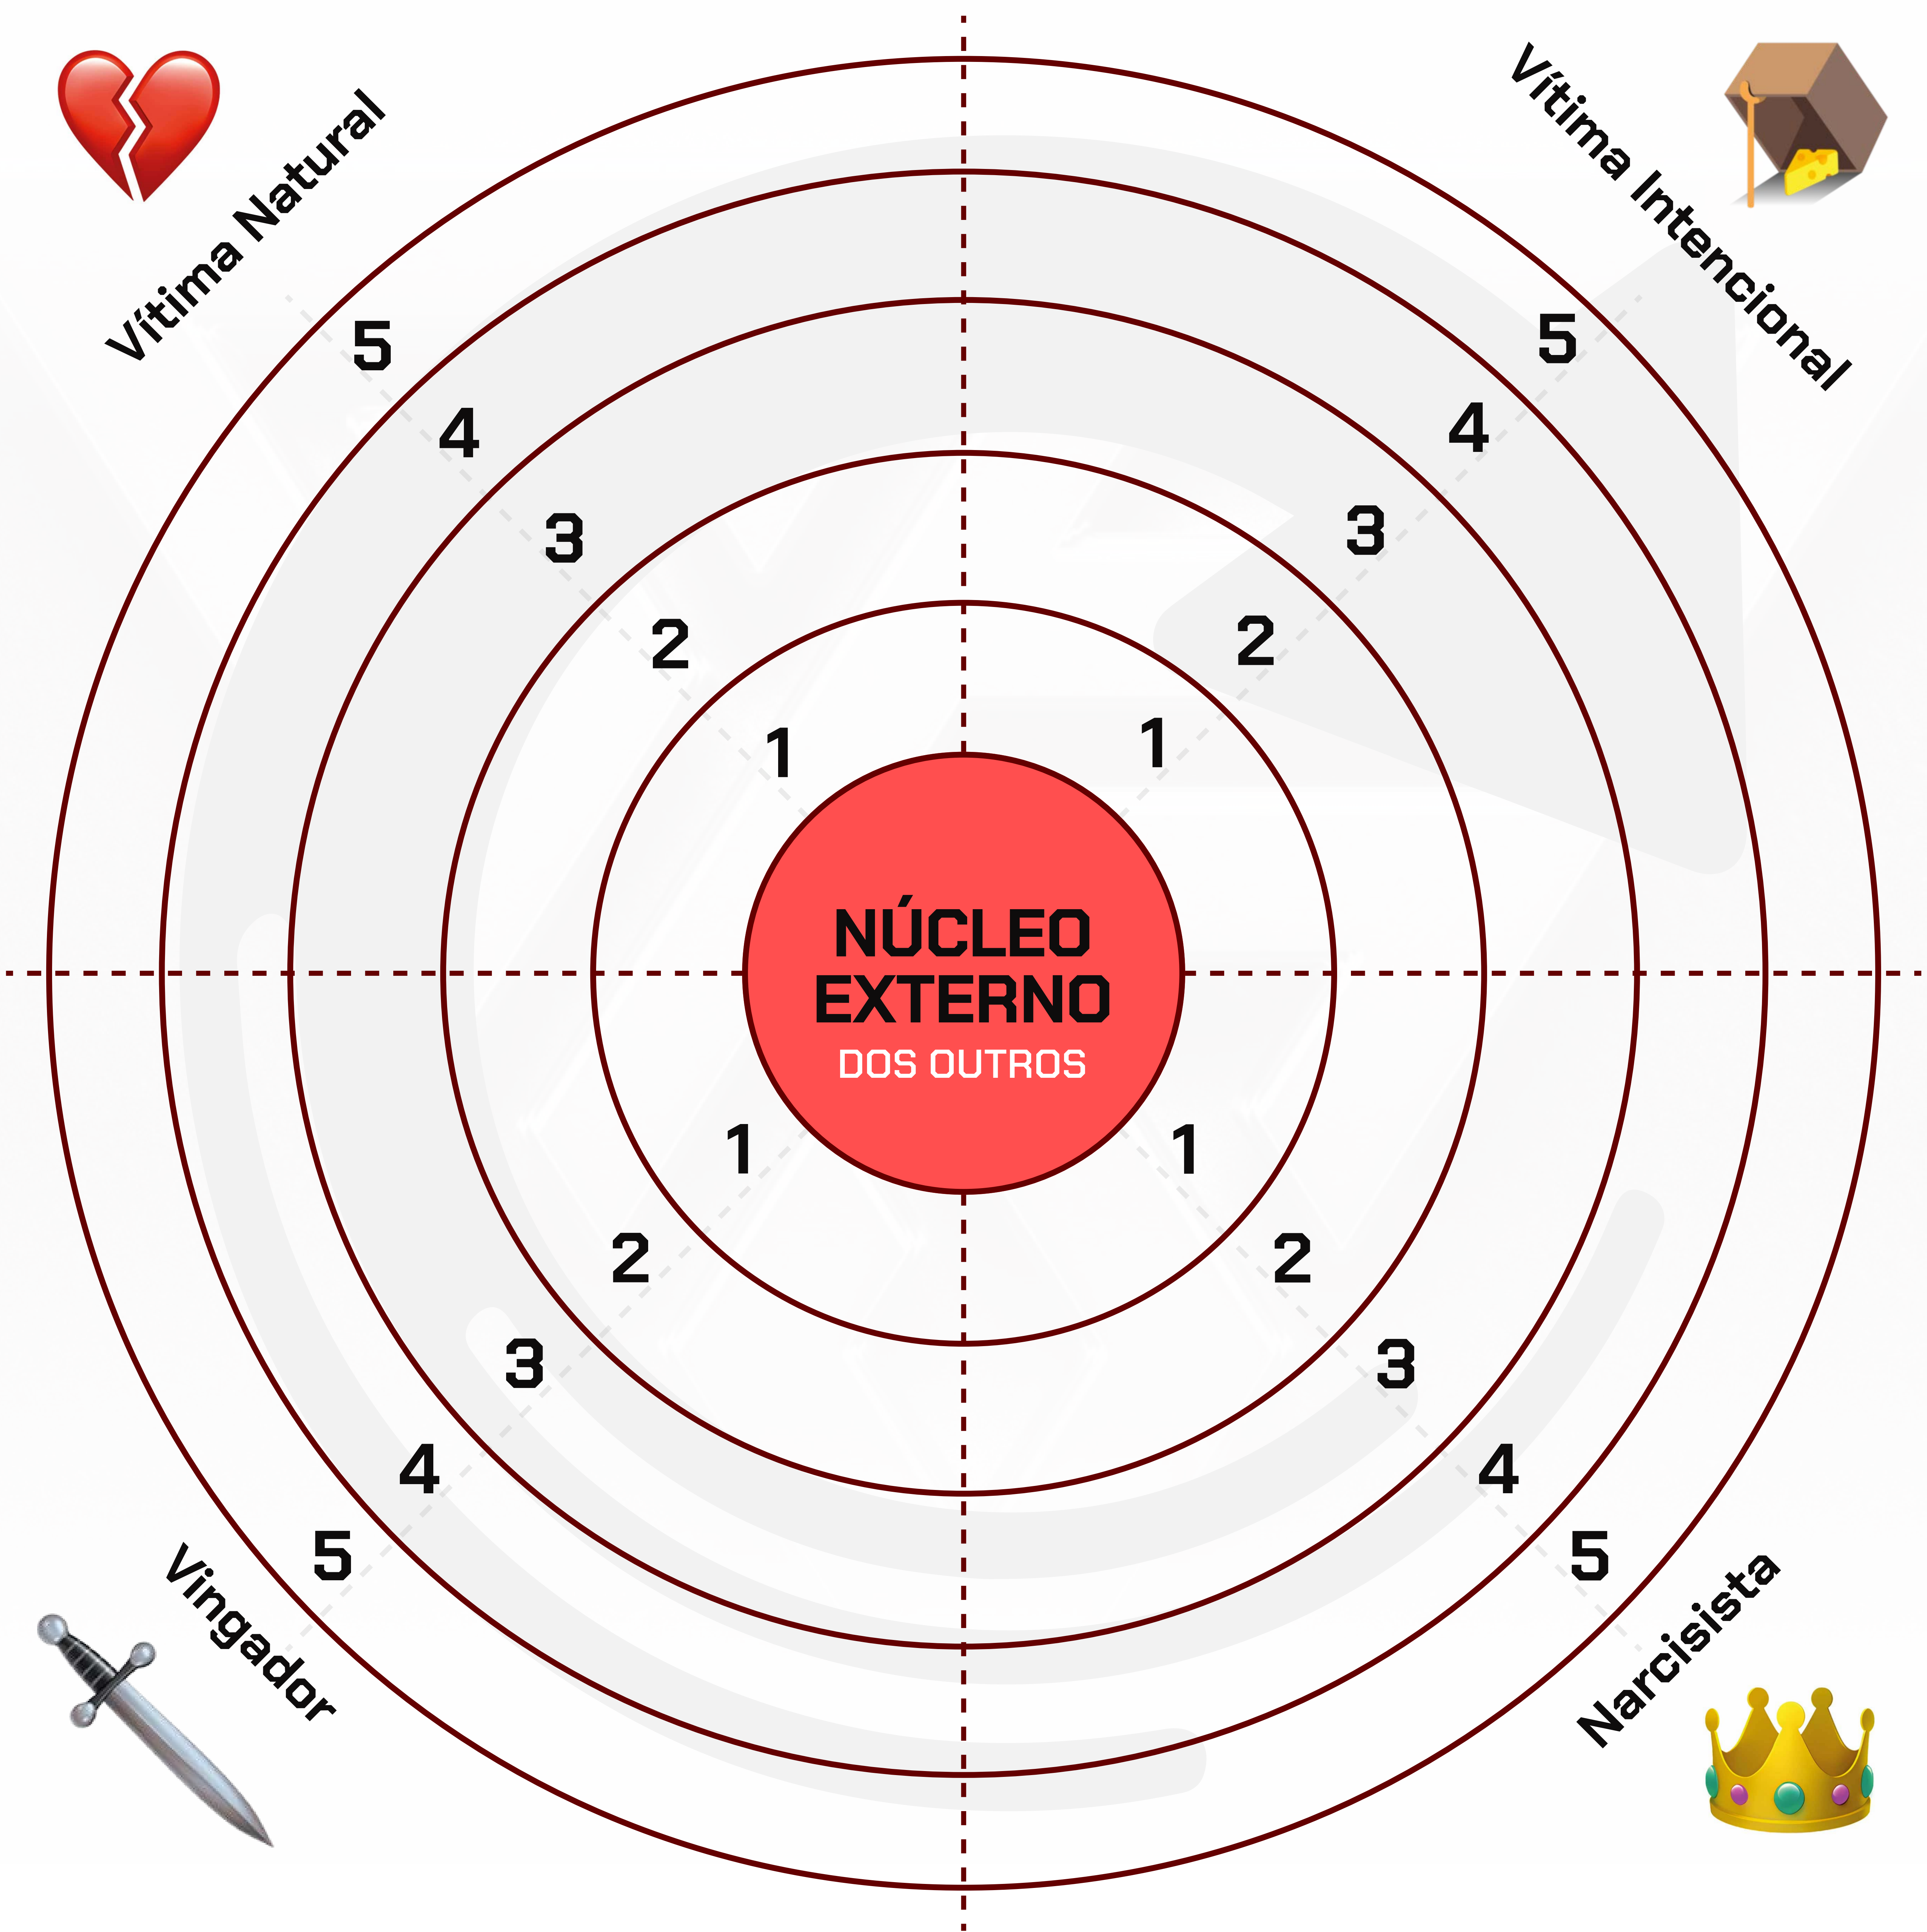 Vítima Natural
Vítima Intencional
5
5
4
4
3
3
2
2
1
1
NÚCLEO
EXTERNO
DOS OUTROS
1
1
2
2
3
3
4
4
5
5
Vingador
Narcisista